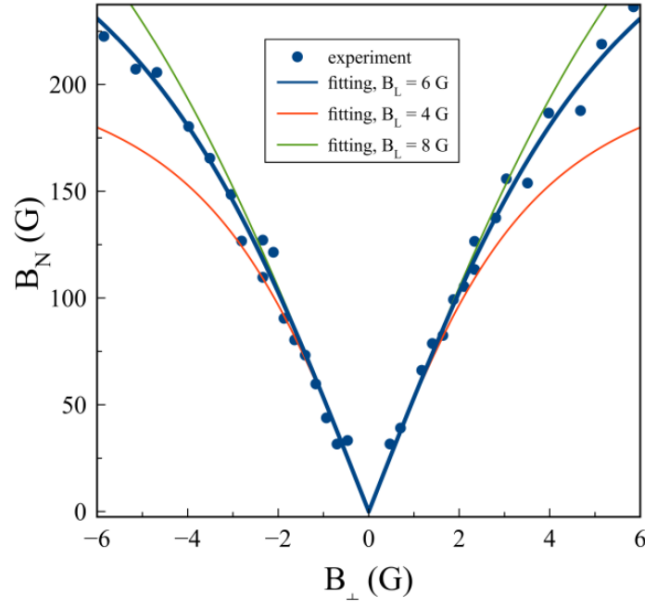 experiment
fitting, B_L = 6 G
fitting, B_L = 4 G
fitting, B_L = 8 G
B_N (G)
200
150
100
50
0
−6 −4 −2 0 2 4 6
B_⊥ (G)